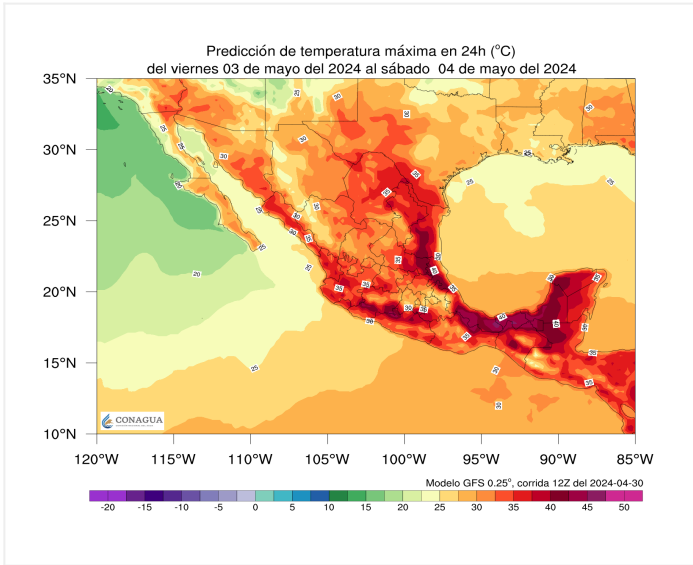 Predicción de temperatura máxima en 24h (°C)
del viernes 03 de mayo del 2024 al sábado  04 de mayo del 2024
35°N
30°N
25°N
20°N
15°N
10°N
CONAGUA
120°W 115°W 110°W 105°W 100°W 95°W 90°W 85°W
Modelo GFS 0.25°, corrida 12Z del 2024-04-30
-20 -15 -10 -5 0 5 10 15 20 25 30 35 40 45 50